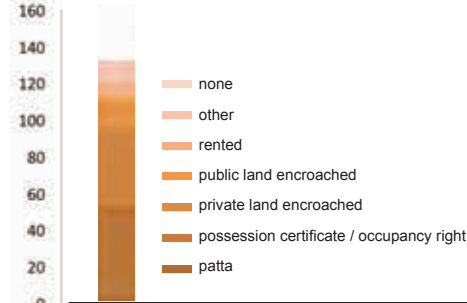 160
140
120
100
80
60
40
20
0
none
other
rented
public land encroached
private land encroached
possession certificate / occupancy right
patta